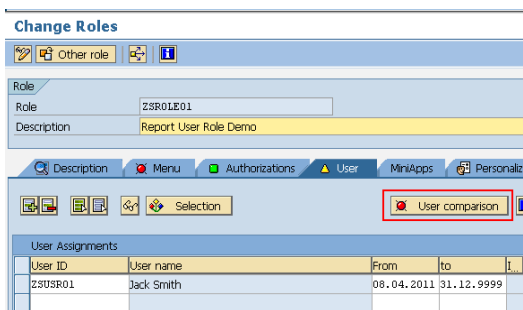 Change Roles
Other role
Role
Role ZSROLE01
Description Report User Role Demo
Description Menu Authorizations User MiniApps Personaliz
Selection User comparison
User Assignments
User ID User name From to I...
ZSUSR01 Jack Smith 08.04.2011 31.12.9999